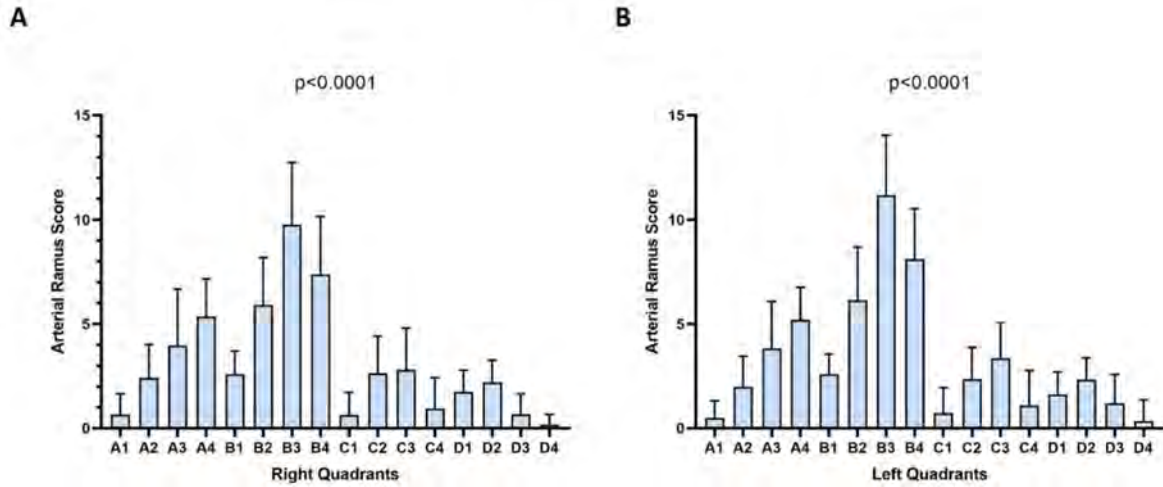 A
p<0.0001
15
10
5
0
Arterial Ramus Score
A1 A2 A3 A4 B1 B2 B3 B4 C1 C2 C3 C4 D1 D2 D3 D4
Right Quadrants
B
p<0.0001
15
10
5
0
Arterial Ramus Score
A1 A2 A3 A4 B1 B2 B3 B4 C1 C2 C3 C4 D1 D2 D3 D4
Left Quadrants